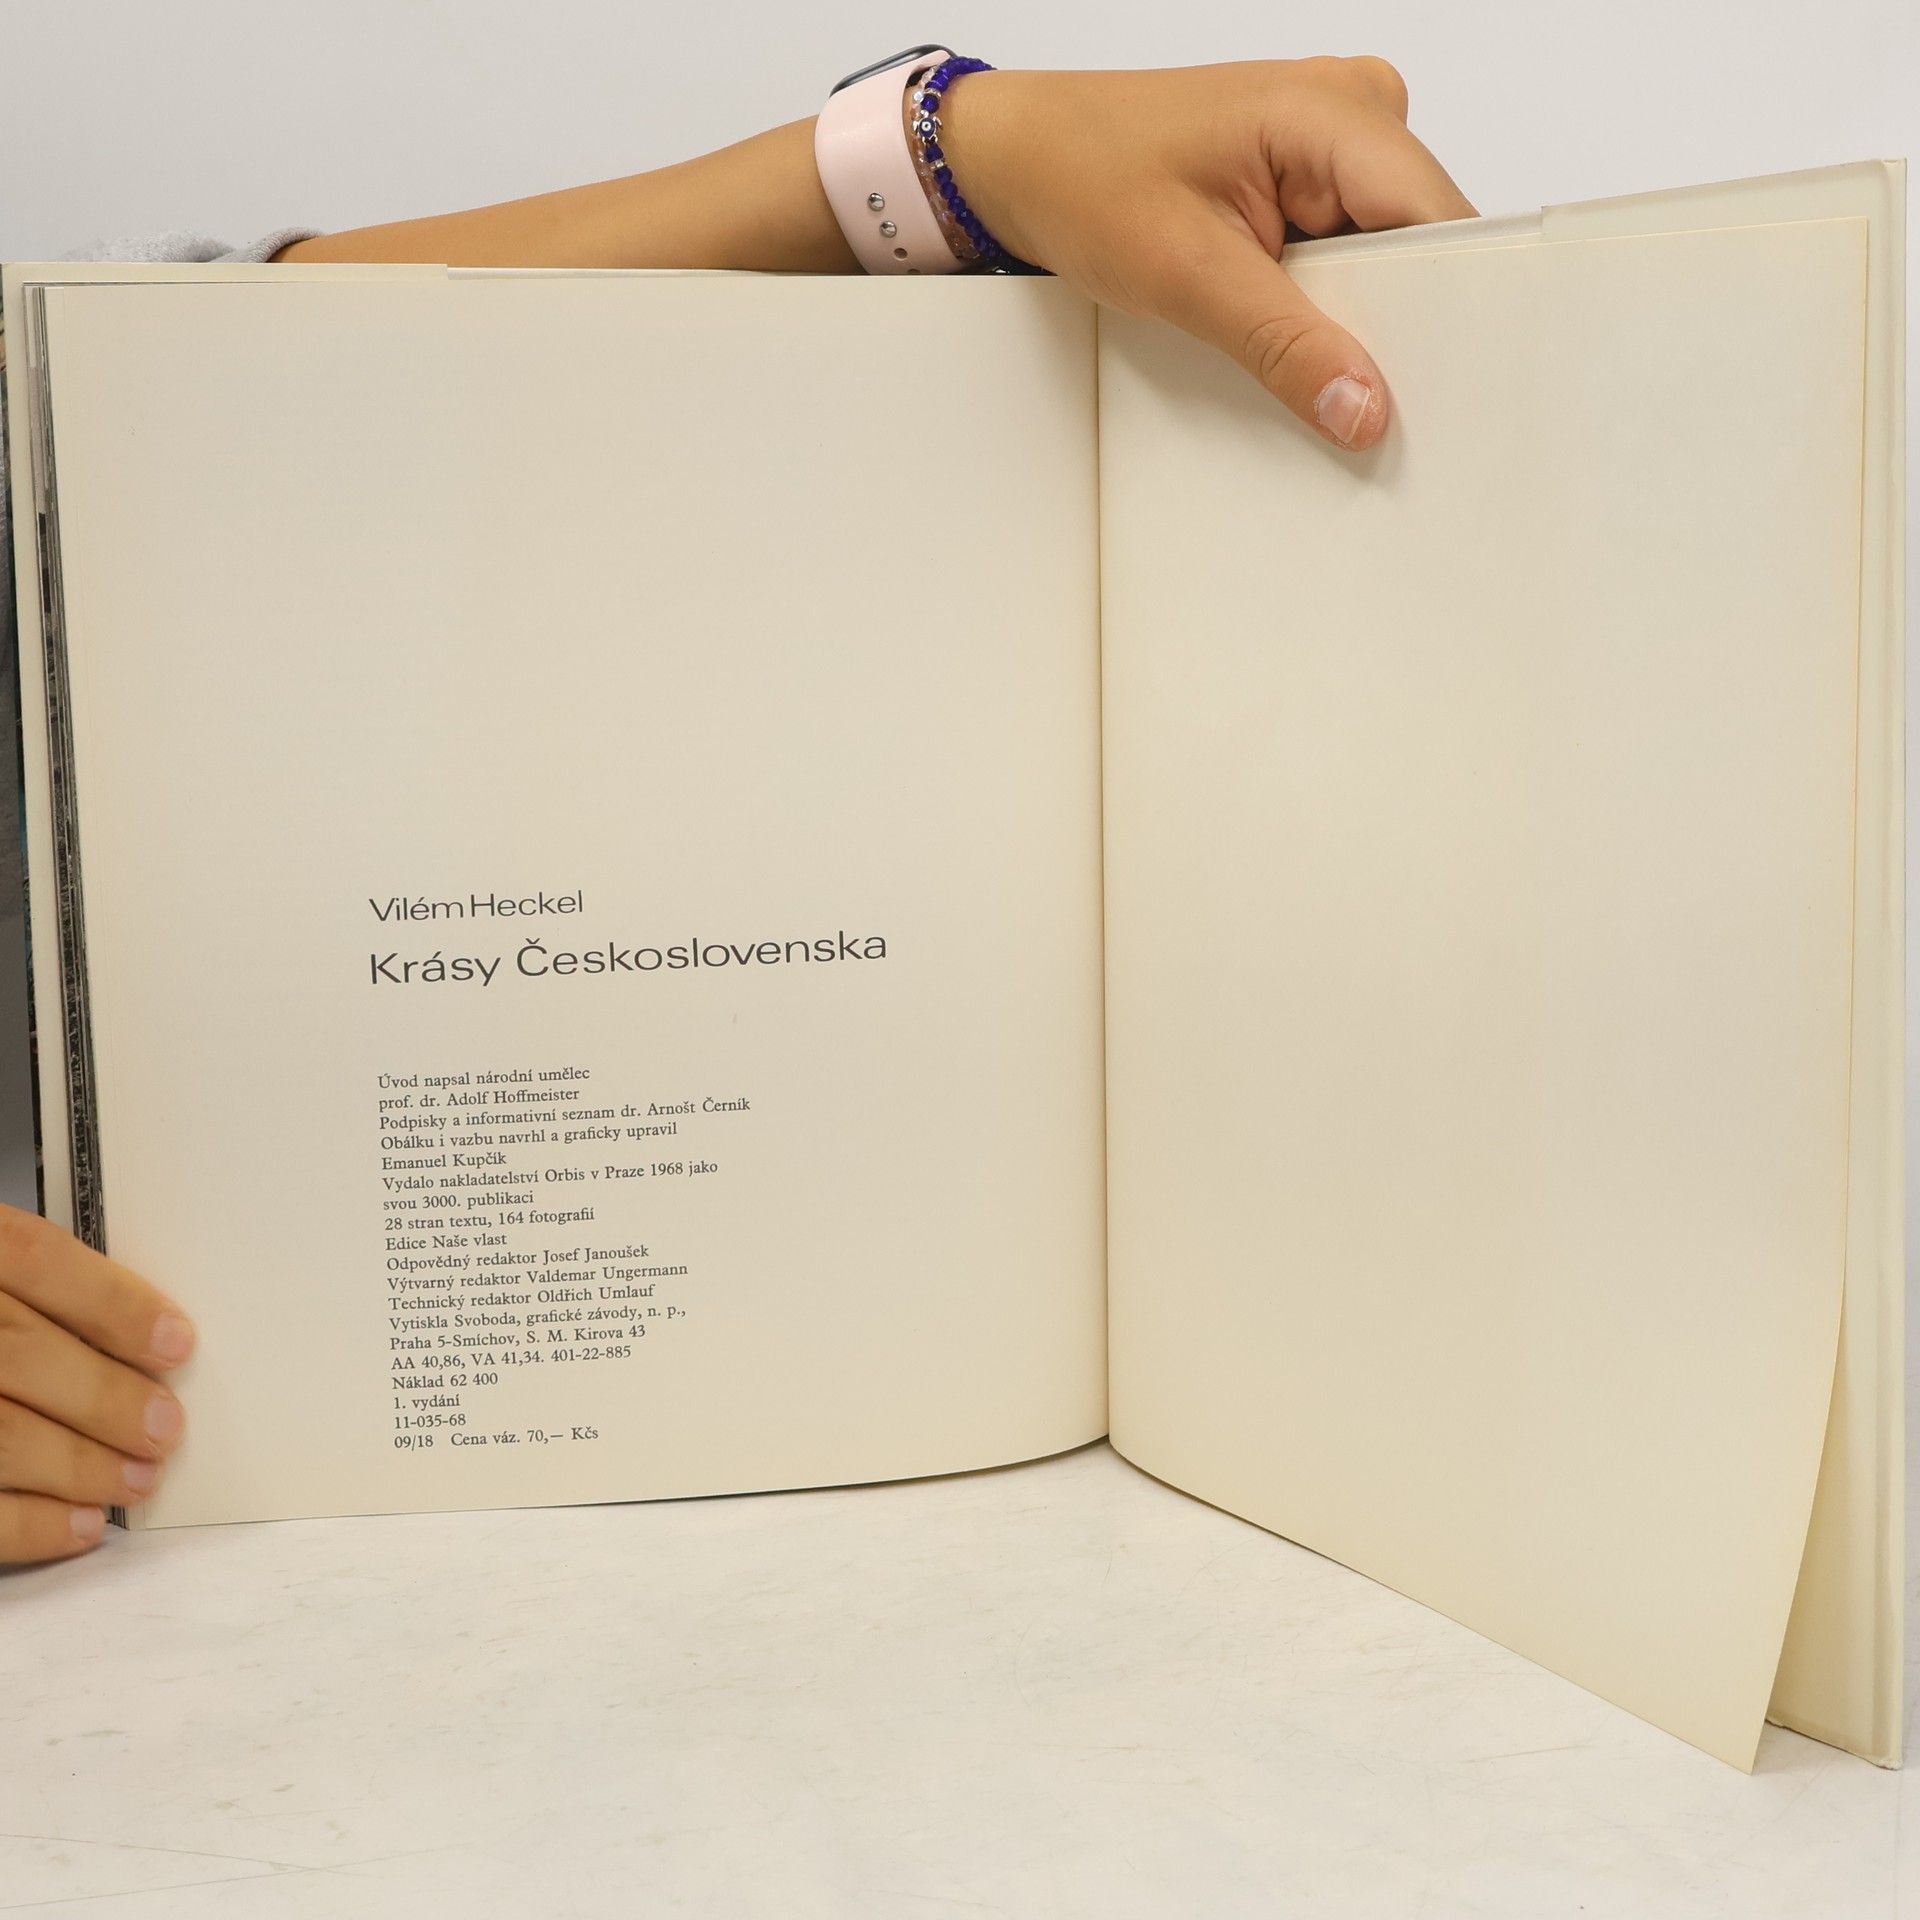 Vilém Heckel
Krásy Československa
Úvod napsal národní umělec
prof. dr. Adolf Hoffmeister
Podpisky a informativní seznam dr. Arnošt Černík
Obálku i vazbu navrhl a graficky upravil
Emanuel Kupčík
Vydalo nakladatelství Orbis v Praze 1968 jako
svou 3000. publikaci
28 stran textu, 164 fotografií
Edice Naše vlast
Odpovědný redaktor Josef Janoušek
Výtvarný redaktor Valdemar Ungermann
Technický redaktor Oldřich Umlauf
Vytiskla Svoboda, grafické závody, n. p.,
Praha 5-Smíchov, S. M. Kirova 43
AA 40,86, VA 41,34. 401-22-885
Náklad 62 400
1. vydání
11-035-68
09/18 Cena váz. 70,— Kčs